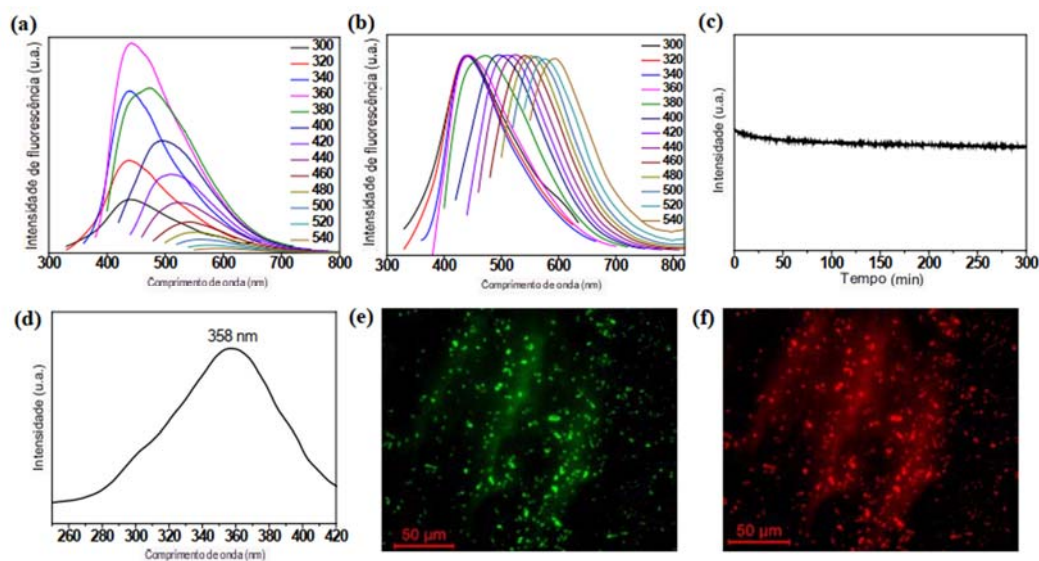 (a)
Intensidade de fluorescência (u.a.)
300
320
340
360
380
400
420
440
460
480
500
520
540
300 400 500 600 700 800
Comprimento de onda (nm)
(b)
Intensidade de fluorescência (u.a.)
300
320
340
360
380
400
420
440
460
480
500
520
540
300 400 500 600 700 800
Comprimento de onda (nm)
(c)
Intensidade (u.a.)
0 50 100 150 200 250 300
Tempo (min)
(d)
358 nm
Intensidade (u.a.)
260 280 300 320 340 360 380 400 420
Comprimento de onda (nm)
(e)
50 µm
(f)
50 µm